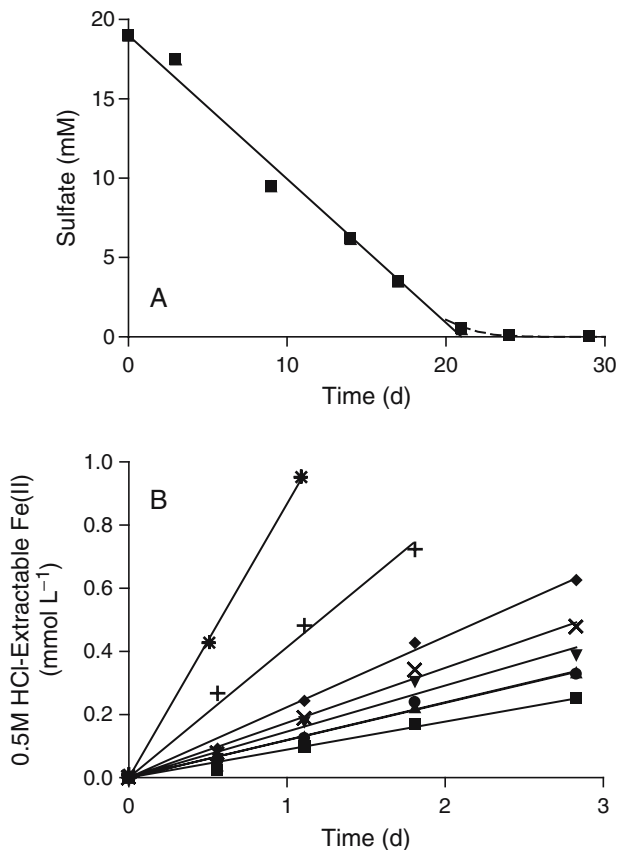 20
15
10
5
0
Sulfate (mM)
A
0 10 20 30
Time (d)
1.0
0.8
0.6
0.4
0.2
0.0
0.5M HCl-Extractable Fe(II)
(mmol L⁻¹)
B
0 1 2 3
Time (d)